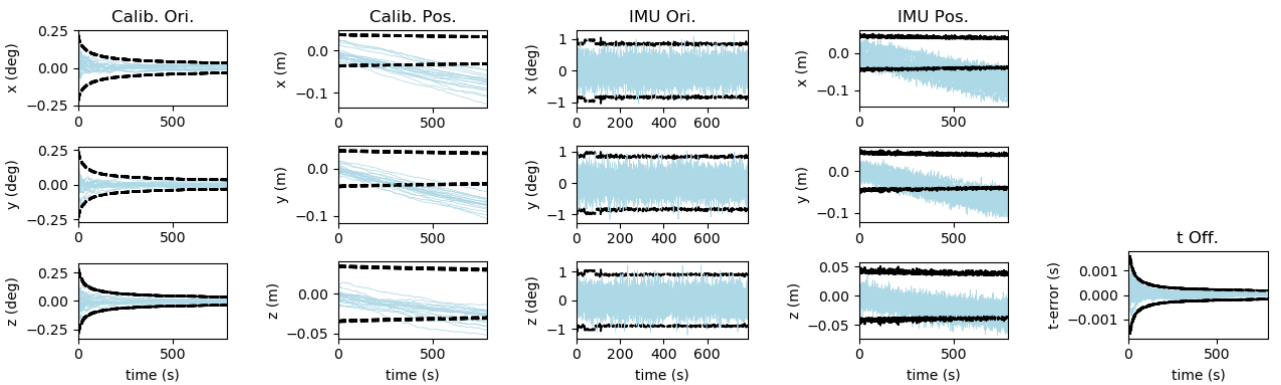 Calib. Ori.
0.25
0.00
−0.25
x (deg)
0
500
Calib. Pos.
0.0
−0.1
x (m)
0
500
IMU Ori.
1
0
−1
x (deg)
0
200
400
600
IMU Pos.
0.0
−0.1
x (m)
0
500
0.25
0.00
−0.25
y (deg)
0
500
0.0
−0.1
y (m)
0
500
1
0
−1
y (deg)
0
200
400
600
0.0
−0.1
y (m)
0
500
0.25
0.00
−0.25
z (deg)
0
500
time (s)
0.00
−0.05
z (m)
0
500
time (s)
1
0
−1
z (deg)
0
200
400
600
time (s)
0.05
0.00
−0.05
z (m)
0
500
time (s)
t Off.
0.001
0.000
−0.001
t-error (s)
0
500
time (s)